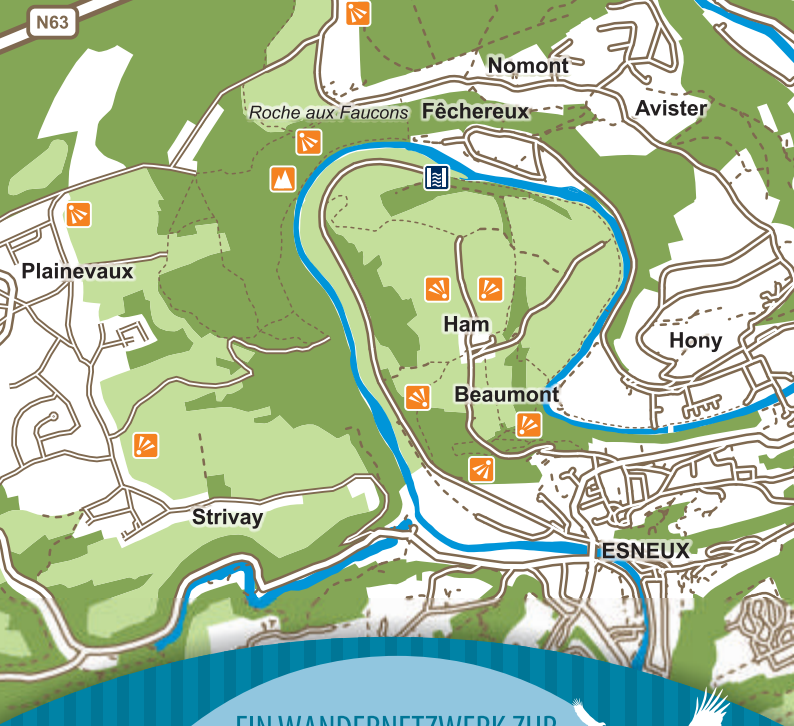 N63
Nomont
Roche aux Faucons
Fêchereux
Avister
Plainevaux
Ham
Hony
Beaumont
Strivay
ESNEUX
EIN WANDERNETZWERK ZUR